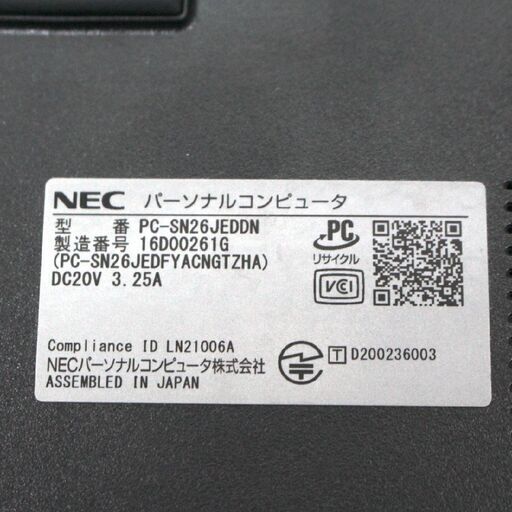 NEC パーソナルコンピュータ
型 番 PC-SN26JEDDN
製造番号 16D00261G
(PC-SN26JEDFYACNGTZHA)
DC20V 3.25A
PC
リサイクル
VCI
Compliance ID LN21006A
NECパーソナルコンピュータ株式会社
ASSEMBLED IN JAPAN
T D200236003